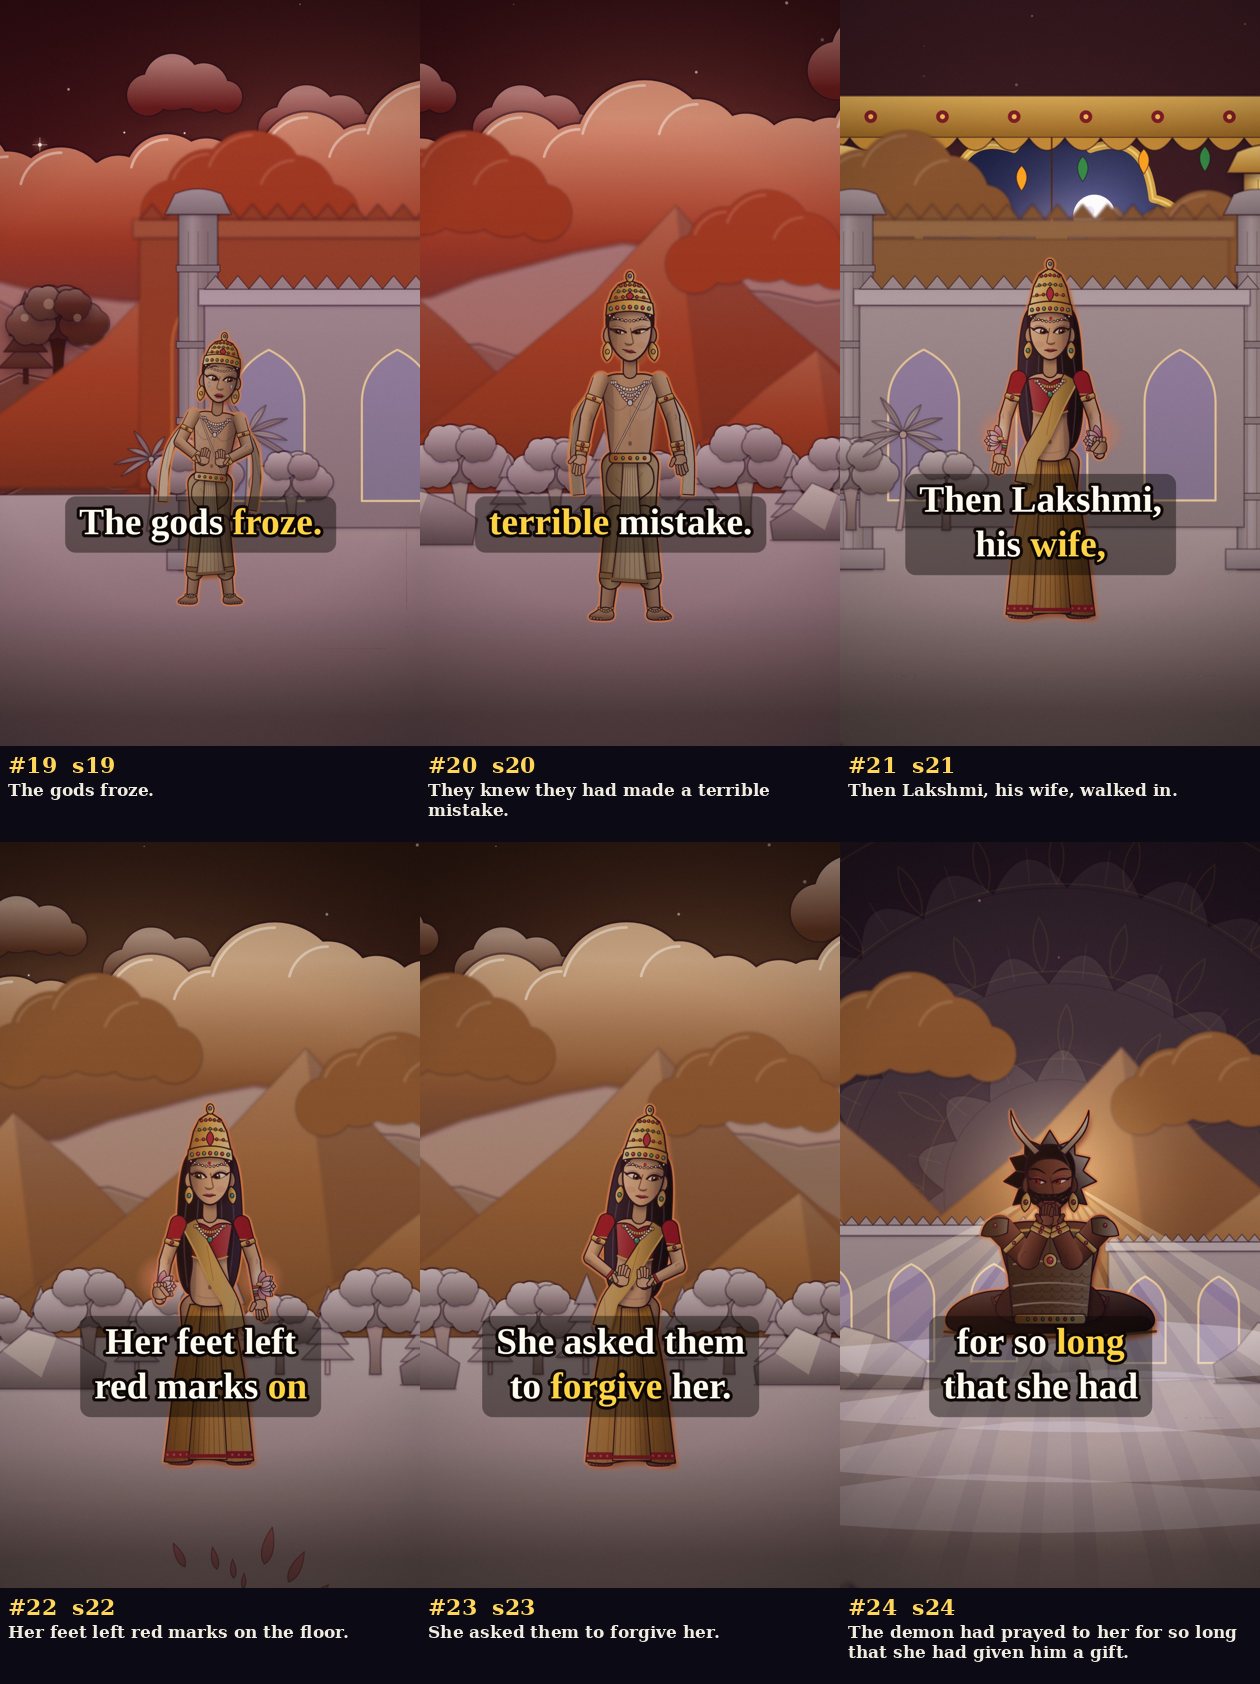 The gods froze.
#19 s19
The gods froze.
terrible mistake.
#20 s20
They knew they had made a terrible
mistake.
Then Lakshmi,
his wife,
#21 s21
Then Lakshmi, his wife, walked in.
Her feet left
red marks on
#22 s22
Her feet left red marks on the floor.
She asked them
to forgive her.
#23 s23
She asked them to forgive her.
for so long
that she had
#24 s24
The demon had prayed to her for so long
that she had given him a gift.